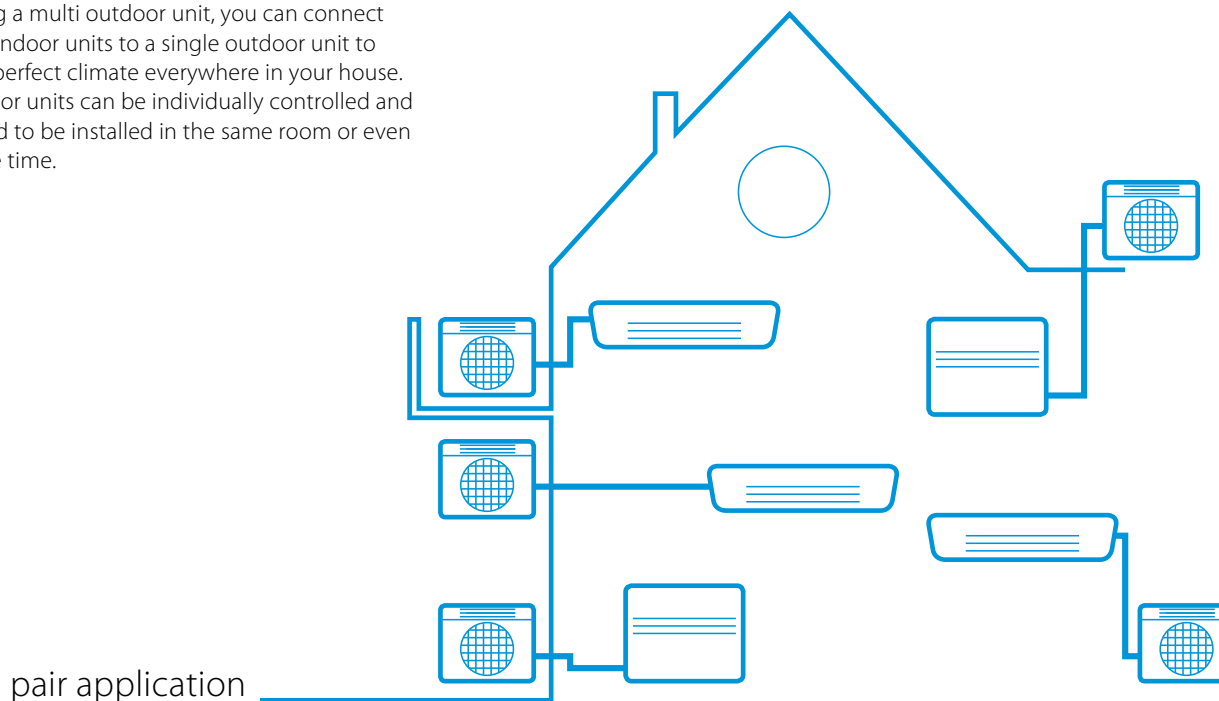 a multi outdoor unit, you can connect
indoor units to a single outdoor unit to
perfect climate everywhere in your house.
or units can be individually controlled and
d to be installed in the same room or even
time.
pair application